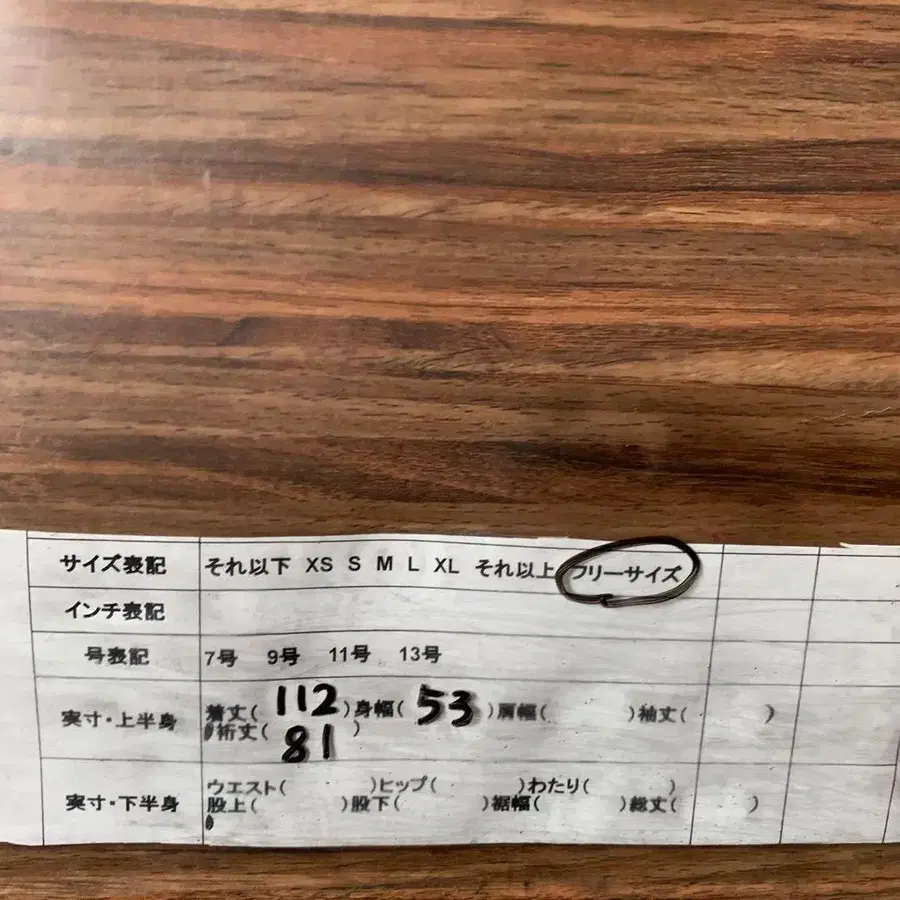 サイズ表記 それ以下 XS S M L XL それ以上 フリーサイズ
インチ表記
号表記 7号 9号 11号 13号
実寸・上半身 着丈( 112 )身幅( 53 )肩幅( )袖丈( )
裄丈( 81 )
実寸・下半身 ウエスト( )ヒップ( )わたり( )
股上( )股下( )裾幅( )総丈( )